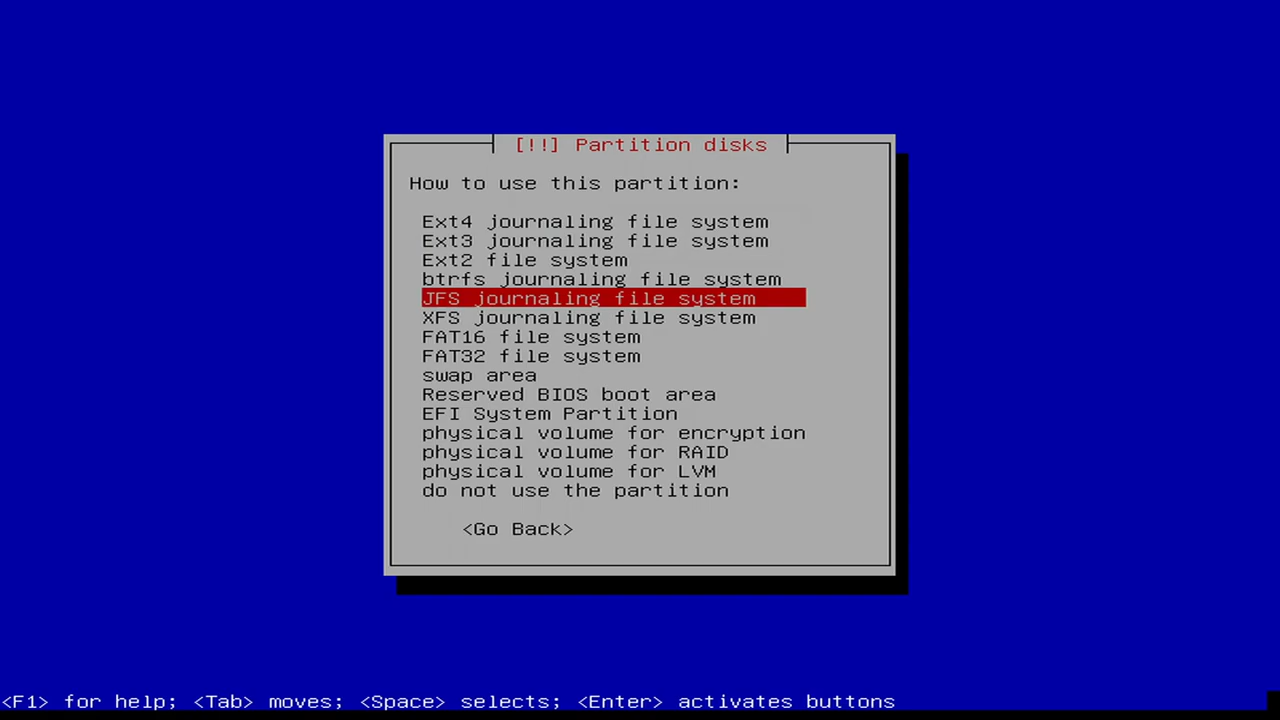 [!!] Partition disks
How to use this partition:
Ext4 journaling file system
Ext3 journaling file system
Ext2 file system
btrfs journaling file system
JFS journaling file system
XFS journaling file system
FAT16 file system
FAT32 file system
swap area
Reserved BIOS boot area
EFI System Partition
physical volume for encryption
physical volume for RAID
physical volume for LVM
do not use the partition
<Go Back>
<F1> for help; <Tab> moves; <Space> selects; <Enter> activates buttons